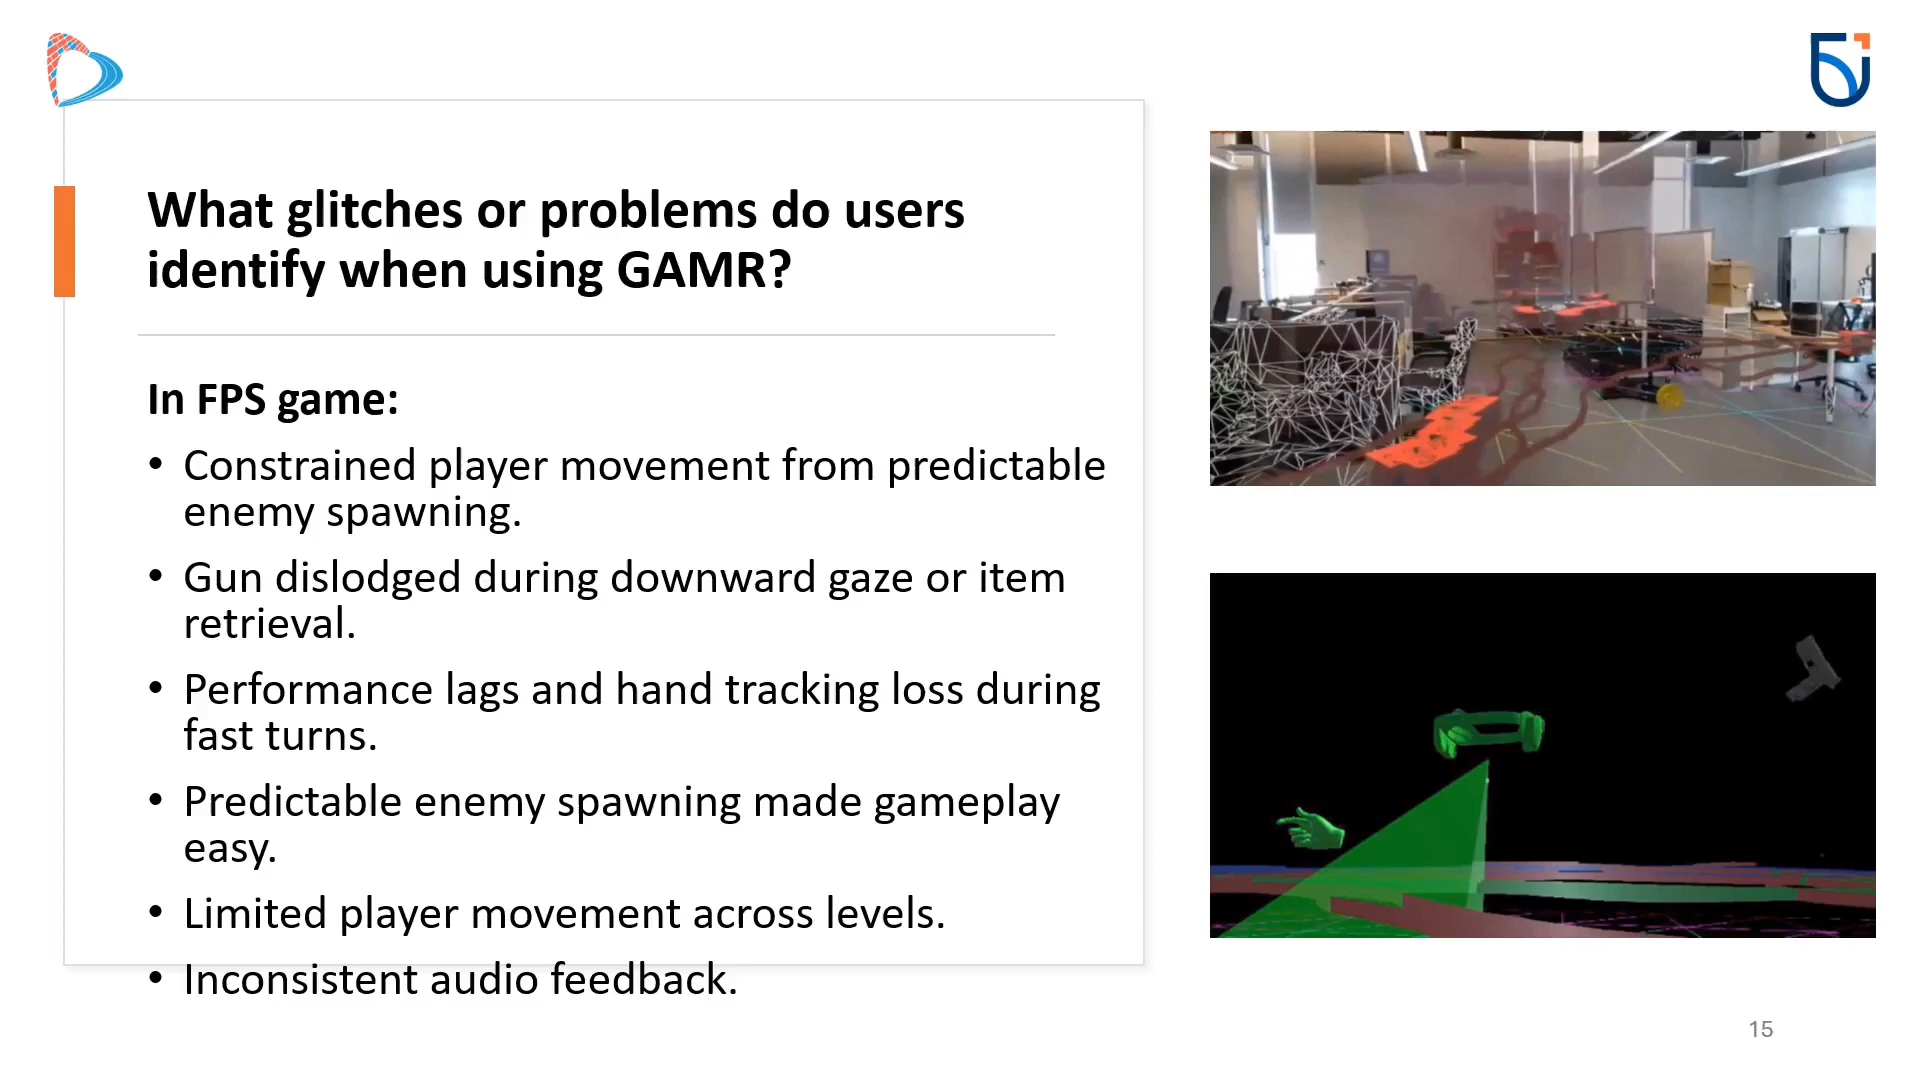 What glitches or problems do users
identify when using GAMR?
In FPS game:
• Constrained player movement from predictable
enemy spawning.
• Gun dislodged during downward gaze or item
retrieval.
• Performance lags and hand tracking loss during
fast turns.
• Predictable enemy spawning made gameplay
easy.
• Limited player movement across levels.
• Inconsistent audio feedback.
15